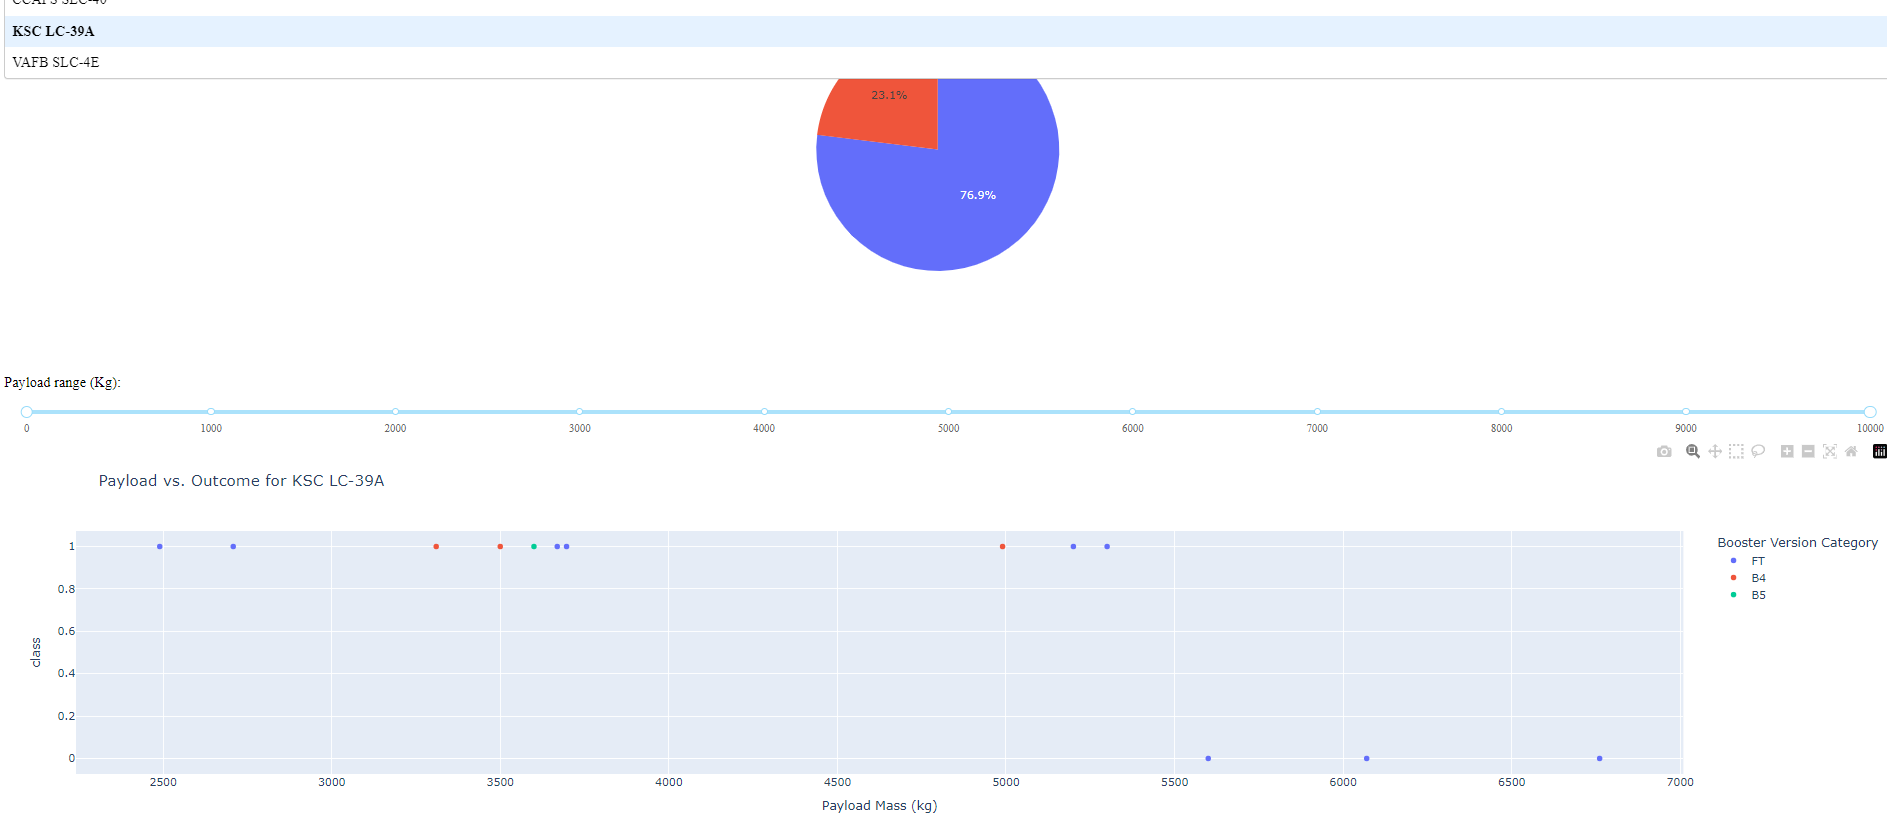 CCAFS SLC-40
KSC LC-39A
VAFB SLC-4E
23.1%
76.9%
Payload range (Kg):
0 1000 2000 3000 4000 5000 6000 7000 8000 9000 10000
Payload vs. Outcome for KSC LC-39A
Booster Version Category
FT
B4
B5
class
1
0.8
0.6
0.4
0.2
0
2500 3000 3500 4000 4500 5000 5500 6000 6500 7000
Payload Mass (kg)